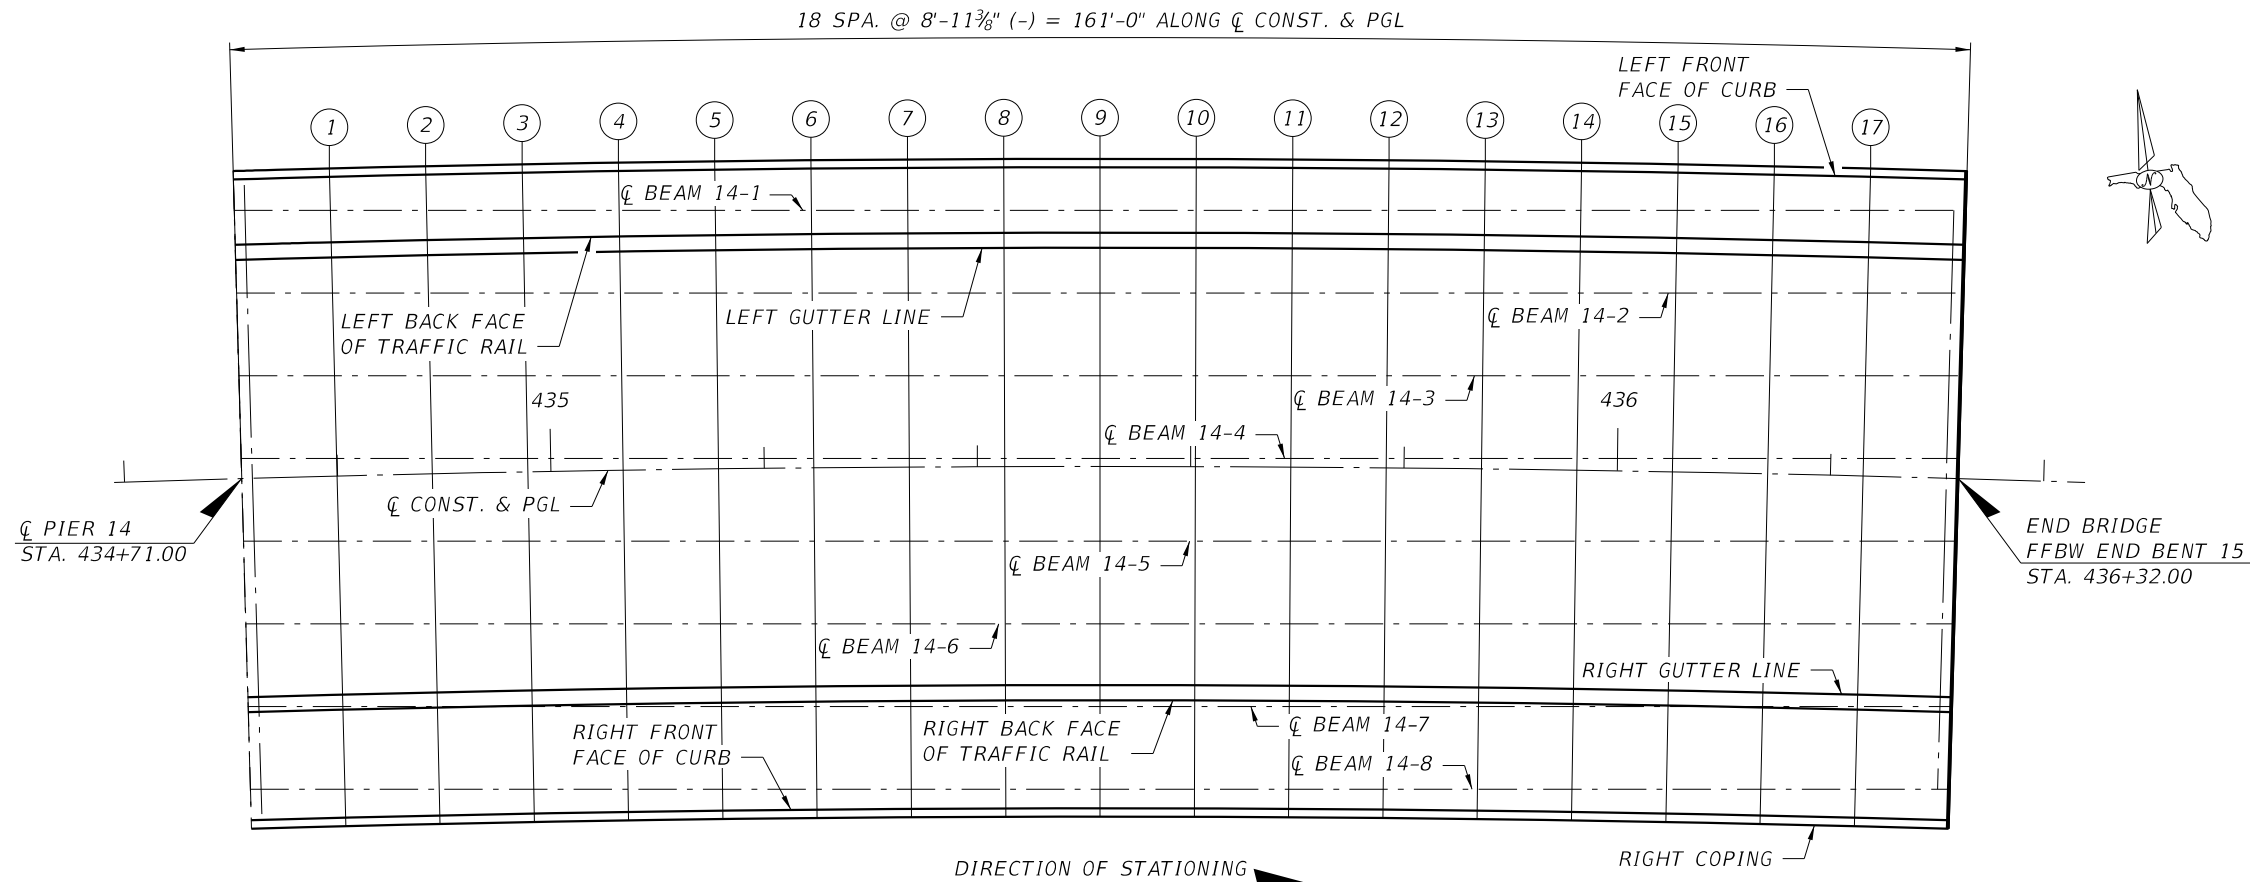 18 SPA. @ 8'-11⅜" (-) = 161'-0" ALONG ℄ CONST. & PGL
LEFT FRONT
FACE OF CURB
1 2 3 4 5 6 7 8 9 10 11 12 13 14 15 16 17
N
℄ BEAM 14-1
LEFT BACK FACE
OF TRAFFIC RAIL
LEFT GUTTER LINE
℄ BEAM 14-2
℄ BEAM 14-3
435
436
℄ BEAM 14-4
℄ CONST. & PGL
℄ PIER 14
STA. 434+71.00
END BRIDGE
FFBW END BENT 15
STA. 436+32.00
℄ BEAM 14-5
℄ BEAM 14-6
RIGHT GUTTER LINE
RIGHT FRONT
FACE OF CURB
RIGHT BACK FACE
OF TRAFFIC RAIL
℄ BEAM 14-7
℄ BEAM 14-8
RIGHT COPING
DIRECTION OF STATIONING